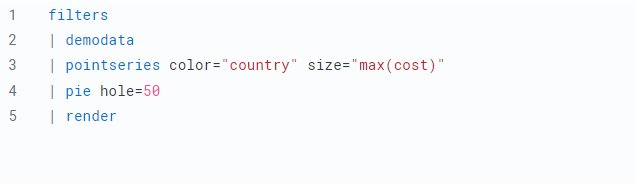 1 filters
2 | demodata
3 | pointseries color="country" size="max(cost)"
4 | pie hole=50
5 | render